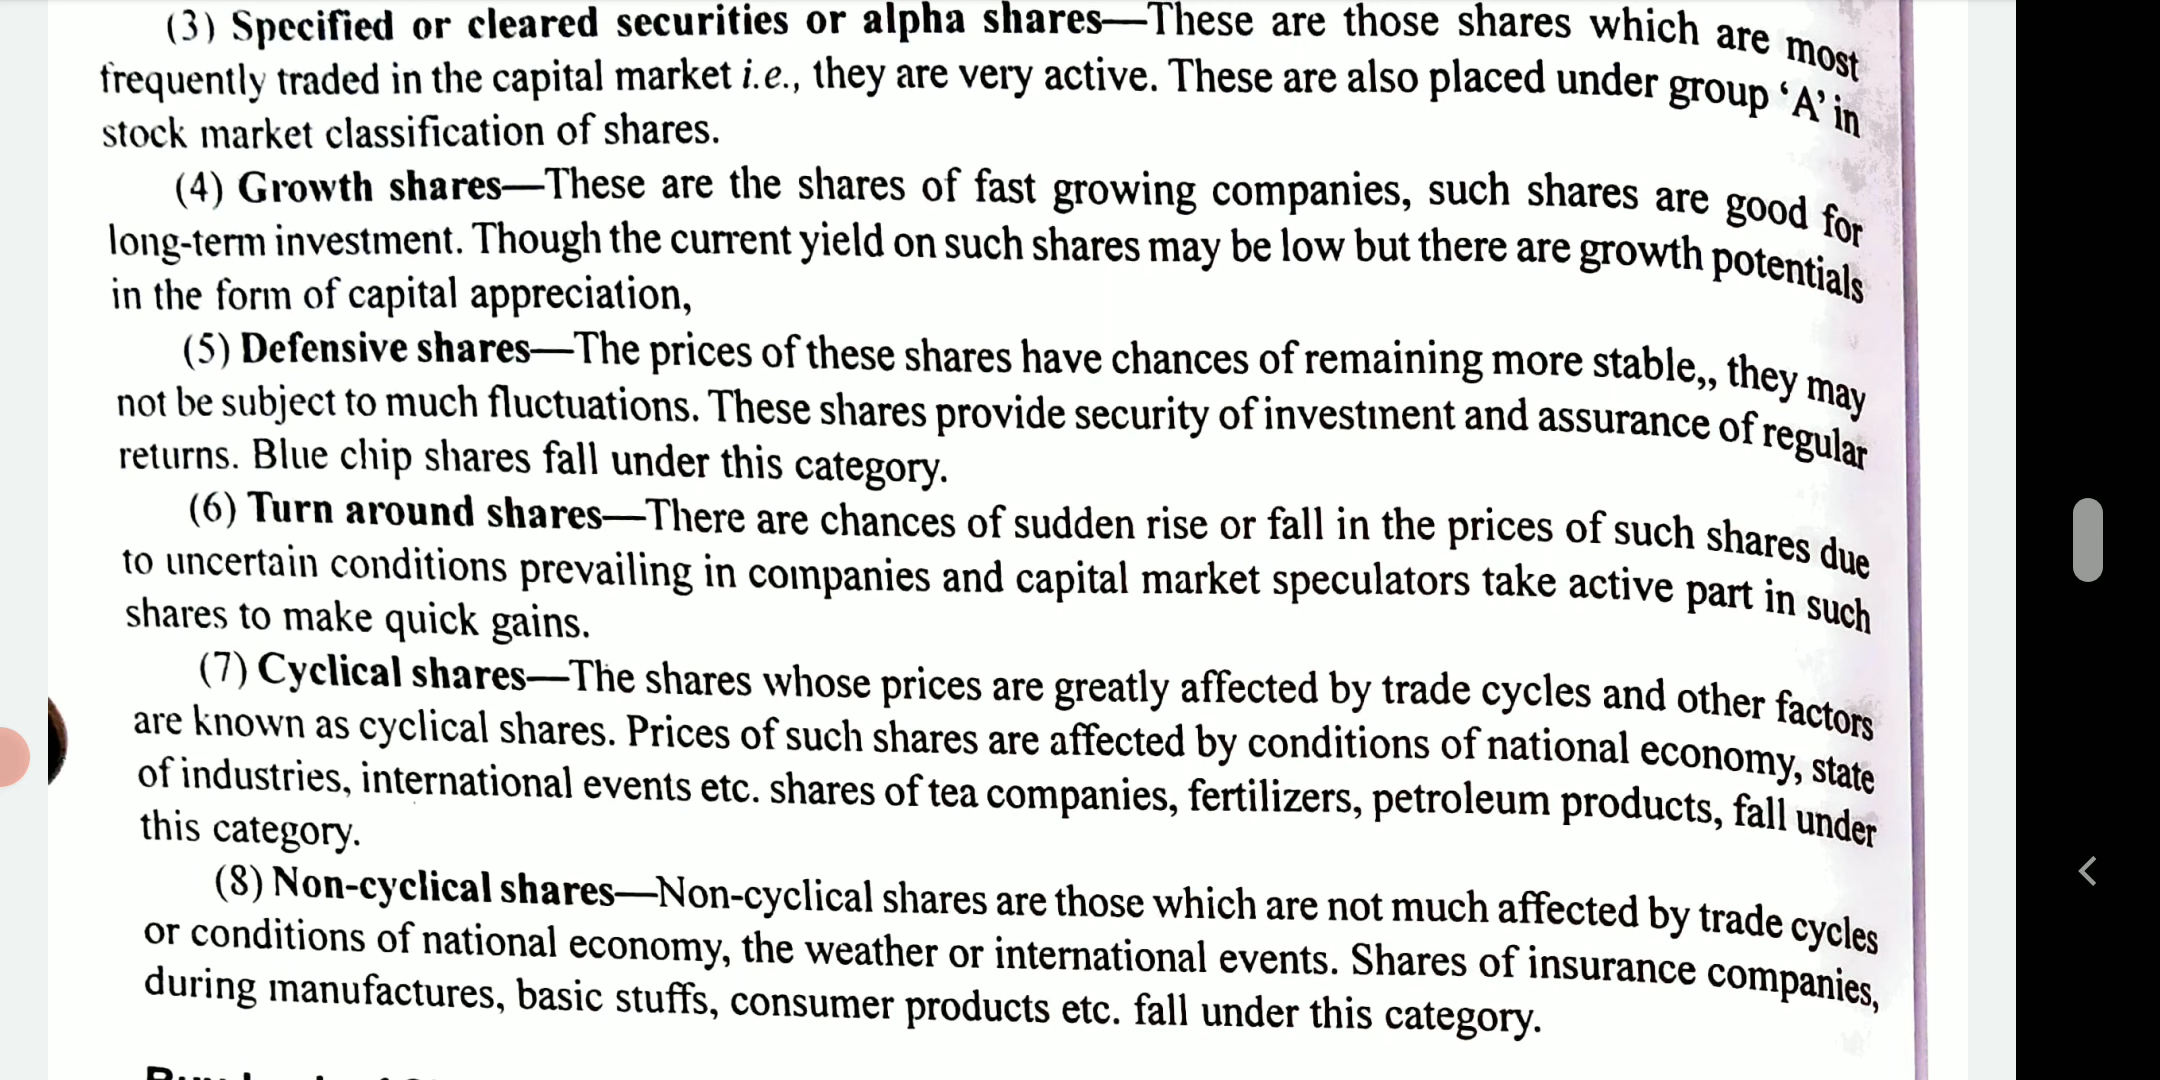 (3) Specified or cleared securities or alpha shares—These are those shares which are most
frequently traded in the capital market i.e., they are very active. These are also placed under group ‘A’ in
stock market classification of shares.
(4) Growth shares—These are the shares of fast growing companies, such shares are good for
long-term investment. Though the current yield on such shares may be low but there are growth potentials
in the form of capital appreciation,
(5) Defensive shares—The prices of these shares have chances of remaining more stable,, they may
not be subject to much fluctuations. These shares provide security of investment and assurance of regular
returns. Blue chip shares fall under this category.
(6) Turn around shares—There are chances of sudden rise or fall in the prices of such shares due
to uncertain conditions prevailing in companies and capital market speculators take active part in such
shares to make quick gains.
(7) Cyclical shares—The shares whose prices are greatly affected by trade cycles and other factors
are known as cyclical shares. Prices of such shares are affected by conditions of national economy, state
of industries, international events etc. shares of tea companies, fertilizers, petroleum products, fall under
this category.
(8) Non-cyclical shares—Non-cyclical shares are those which are not much affected by trade cycles
or conditions of national economy, the weather or international events. Shares of insurance companies,
during manufactures, basic stuffs, consumer products etc. fall under this category.